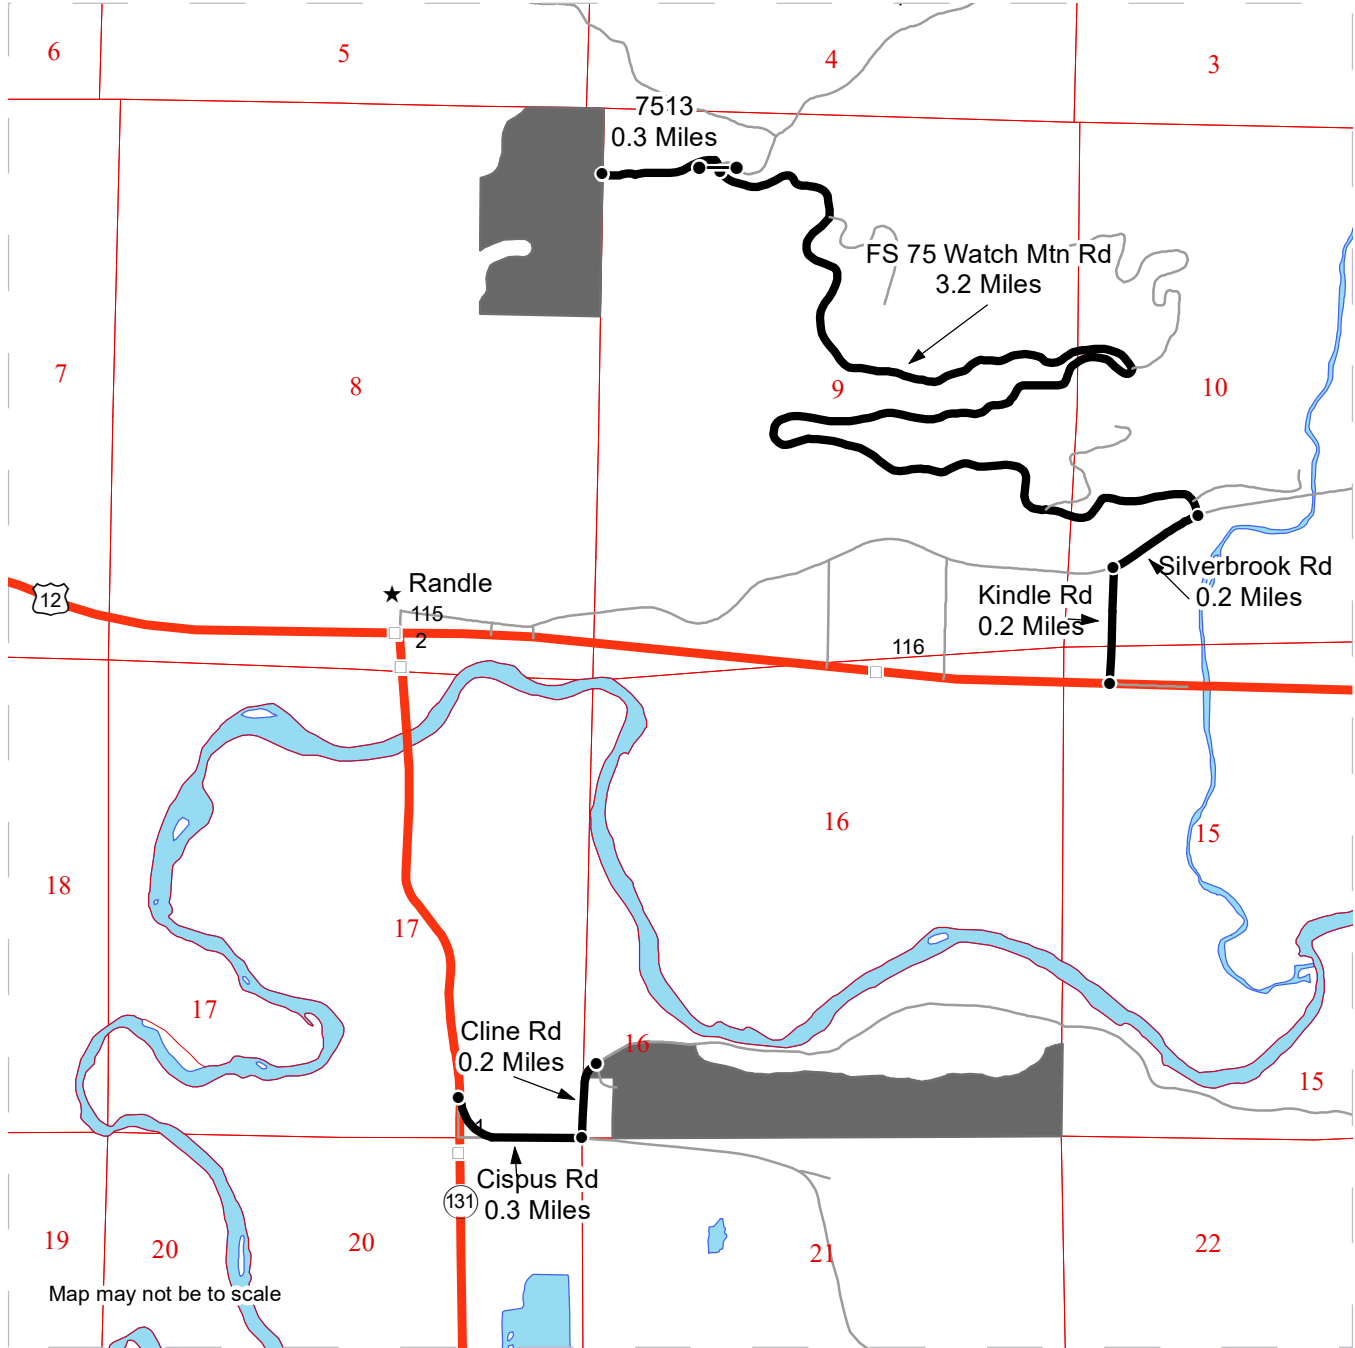 6
5
4
3
7513
0.3 Miles
FS 75 Watch Mtn Rd
3.2 Miles
7
8
9
10
12
Randle
115
2
116
Silverbrook Rd
0.2 Miles
Kindle Rd
0.2 Miles
16
15
18
17
17
Cline Rd
0.2 Miles
16
15
1
Cispus Rd
0.3 Miles
131
19
20
20
21
22
Map may not be to scale